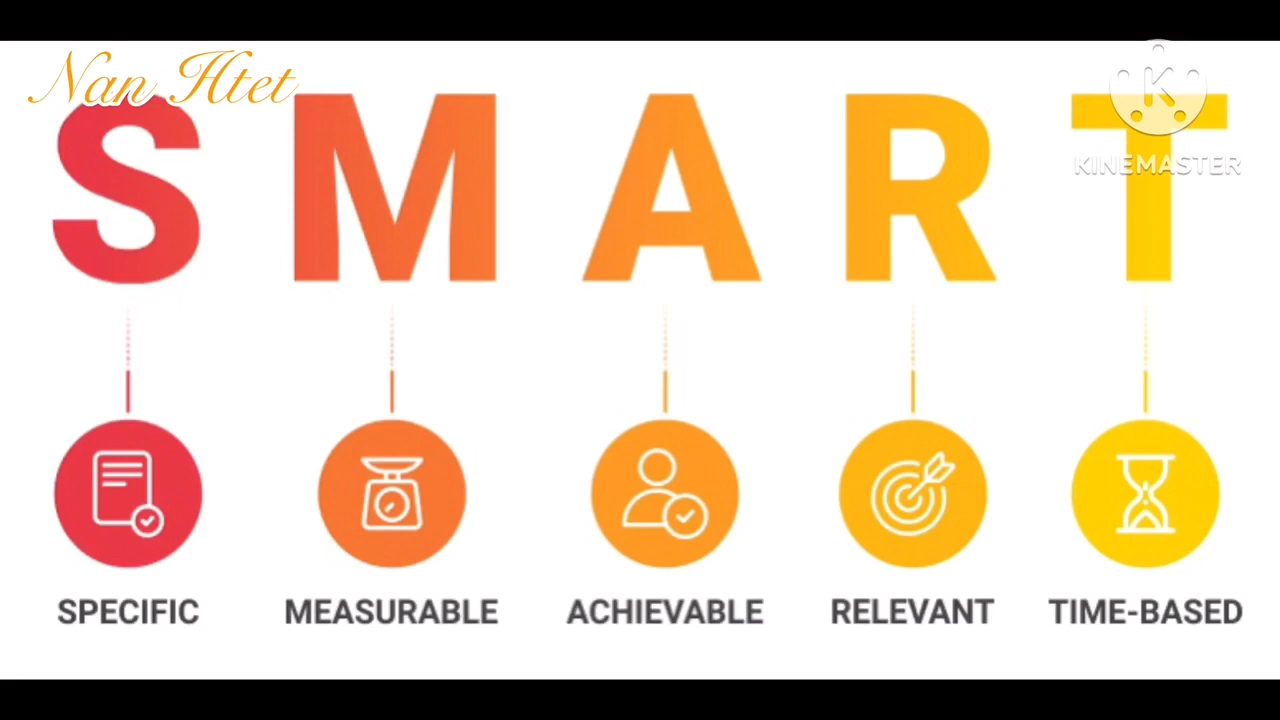 Nan Htet
SMART
K
KINEMASTER
SPECIFIC
MEASURABLE
ACHIEVABLE
RELEVANT
TIME-BASED